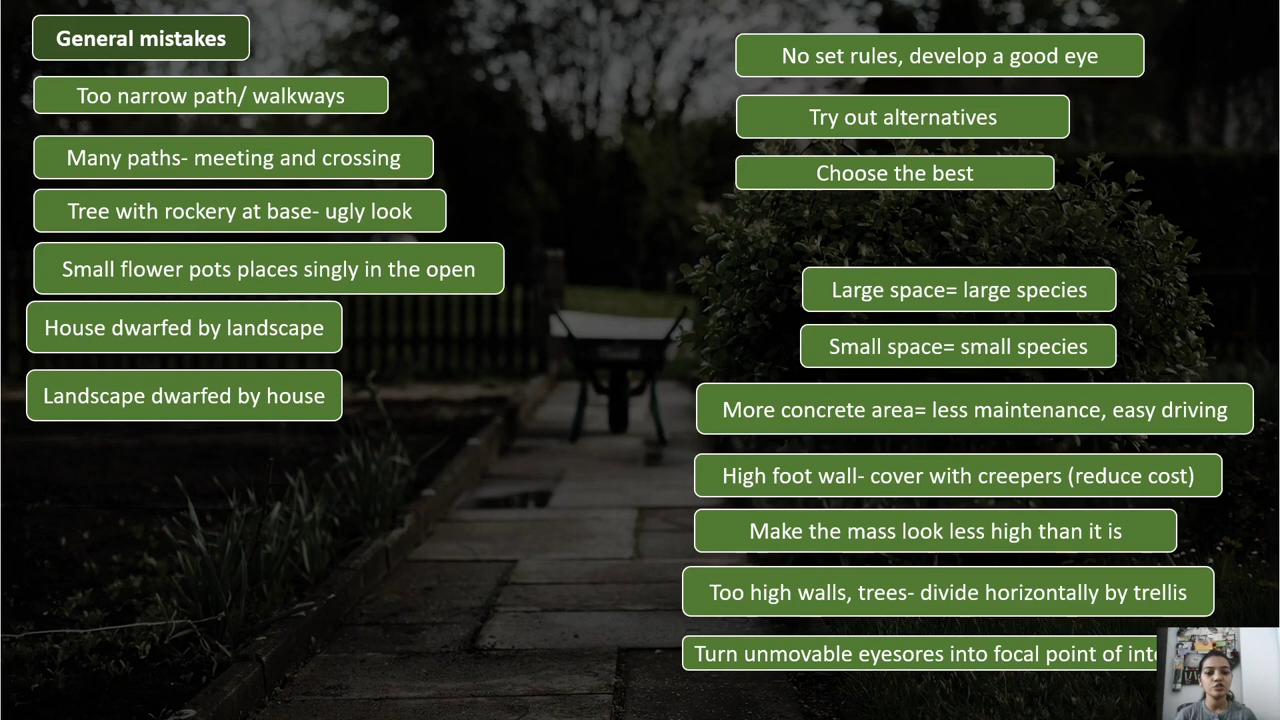 General mistakes
Too narrow path/ walkways
Many paths- meeting and crossing
Tree with rockery at base- ugly look
Small flower pots places singly in the open
House dwarfed by landscape
Landscape dwarfed by house
No set rules, develop a good eye
Try out alternatives
Choose the best
Large space= large species
Small space= small species
More concrete area= less maintenance, easy driving
High foot wall- cover with creepers (reduce cost)
Make the mass look less high than it is
Too high walls, trees- divide horizontally by trellis
Turn unmovable eyesores into focal point of